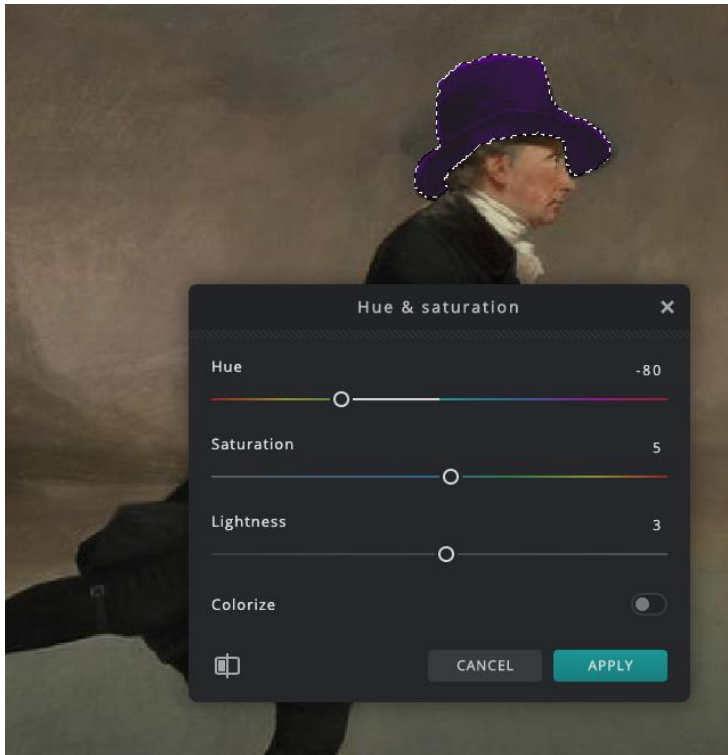 Hue & saturation
Hue -80
Saturation 5
Lightness 3
Colorize
CANCEL APPLY